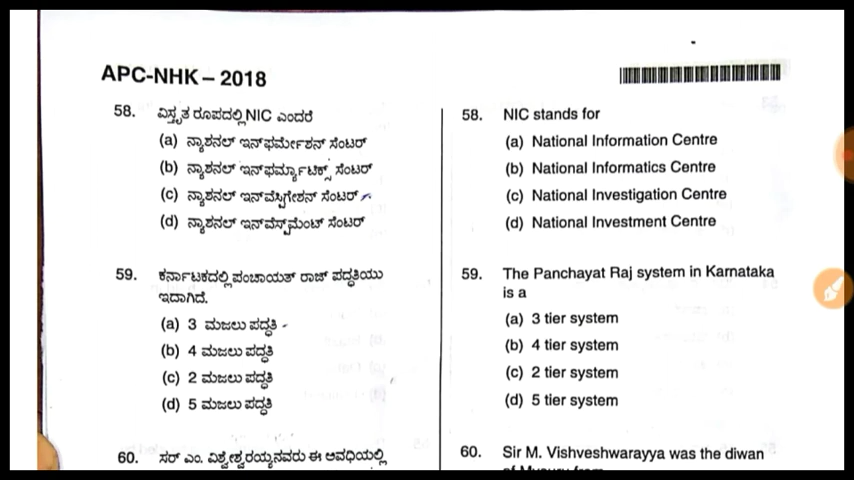 APC-NHK – 2018
58. ವಿಸ್ತೃತ ರೂಪದಲ್ಲಿ NIC ಎಂದರೆ
(a) ನ್ಯಾಶನಲ್ ಇನ್‌ಫರ್ಮೇಶನ್ ಸೆಂಟರ್
(b) ನ್ಯಾಶನಲ್ ಇನ್‌ಫರ್ಮ್ಯಾಟಿಕ್ಸ್ ಸೆಂಟರ್
(c) ನ್ಯಾಶನಲ್ ಇನ್‌ವೆಸ್ಟಿಗೇಶನ್ ಸೆಂಟರ್
(d) ನ್ಯಾಶನಲ್ ಇನ್‌ವೆಸ್ಟ್‌ಮೆಂಟ್ ಸೆಂಟರ್
59. ಕರ್ನಾಟಕದಲ್ಲಿ ಪಂಚಾಯತ್ ರಾಜ್ ಪದ್ಧತಿಯು
ಇದಾಗಿದೆ.
(a) 3 ಮಜಲು ಪದ್ಧತಿ
(b) 4 ಮಜಲು ಪದ್ಧತಿ
(c) 2 ಮಜಲು ಪದ್ಧತಿ
(d) 5 ಮಜಲು ಪದ್ಧತಿ
60. ಸರ್ ಎಂ. ವಿಶ್ವೇಶ್ವರಯ್ಯನವರು ಈ ಅವಧಿಯಲ್ಲಿ
58. NIC stands for
(a) National Information Centre
(b) National Informatics Centre
(c) National Investigation Centre
(d) National Investment Centre
59. The Panchayat Raj system in Karnataka
is a
(a) 3 tier system
(b) 4 tier system
(c) 2 tier system
(d) 5 tier system
60. Sir M. Vishveshwarayya was the diwan
of Mysuru from